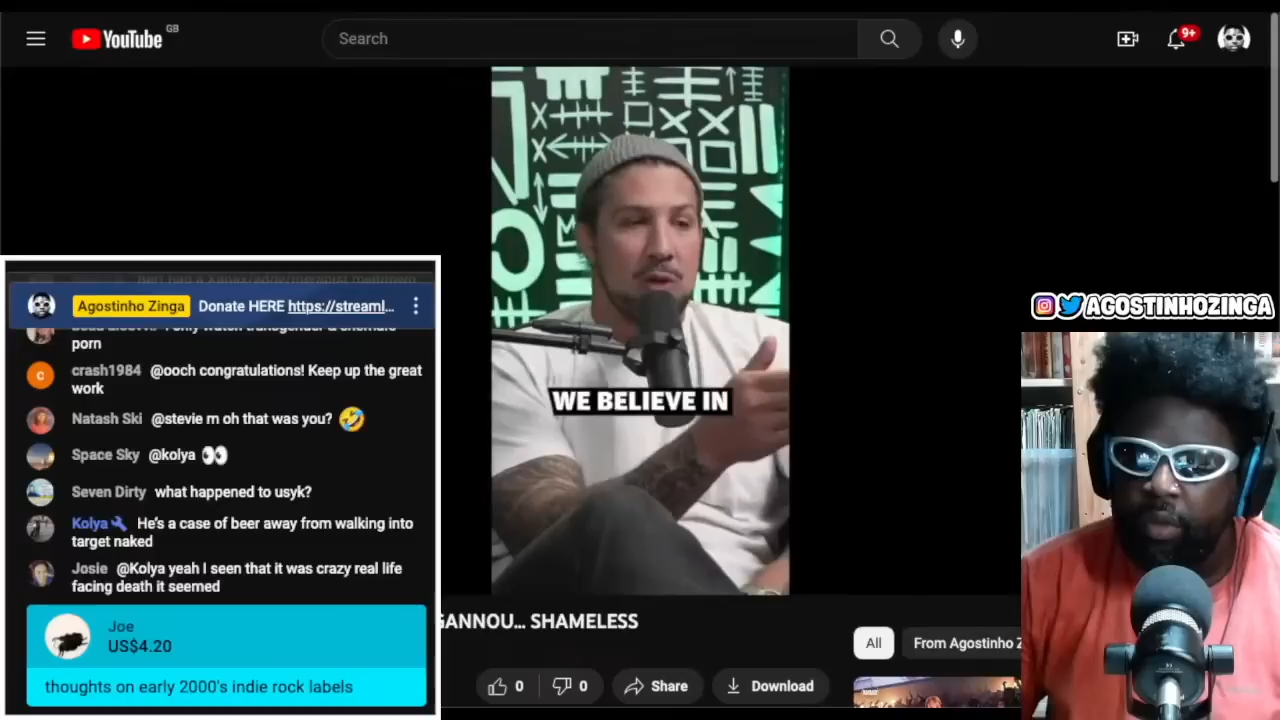 YouTube GB
Search
9+
Agostinho Zinga Donate HERE https://streaml...
porn
crash1984 @ooch congratulations! Keep up the great
work
Natash Ski @stevie m oh that was you? 🤣
Space Sky @kolya 👀
Seven Dirty what happened to usyk?
Kolya He's a case of beer away from walking into
target naked
Josie @Kolya yeah I seen that it was crazy real life
facing death it seemed
Joe
US$4.20
thoughts on early 2000's indie rock labels
WE BELIEVE IN
GANNOU... SHAMELESS
0
0
Share
Download
All
From Agostinho Z
AGOSTINHOZINGA